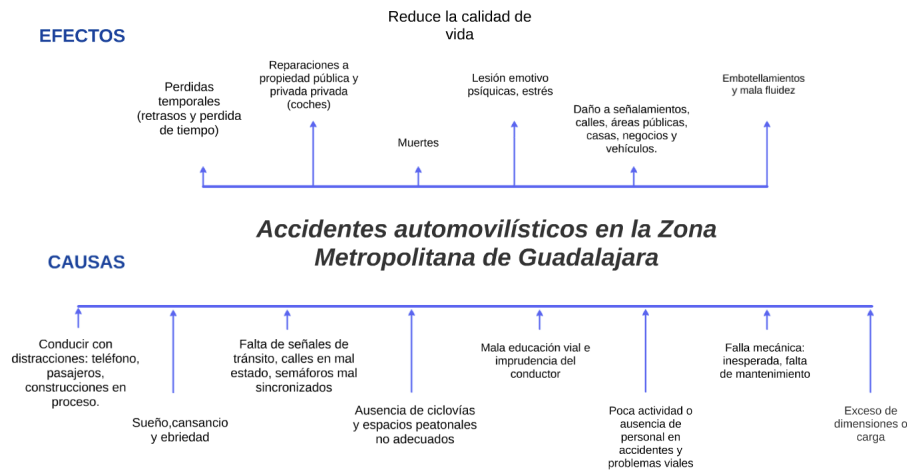 Reduce la calidad de
vida
EFECTOS
Perdidas
temporales
(retrasos y perdida
de tiempo)
Reparaciones a
propiedad pública y
privada privada
(coches)
Muertes
Lesión emotivo
psíquicas, estrés
Daño a señalamientos,
calles, áreas públicas,
casas, negocios y
vehículos.
Embotellamientos
y mala fluidez
Accidentes automovilísticos en la Zona
Metropolitana de Guadalajara
CAUSAS
Conducir con
distracciones: teléfono,
pasajeros,
construcciones en
proceso.
Sueño,cansancio
y ebriedad
Falta de señales de
tránsito, calles en mal
estado, semáforos mal
sincronizados
Ausencia de ciclovías
y espacios peatonales
no adecuados
Mala educación vial e
imprudencia del
conductor
Poca actividad o
ausencia de
personal en
accidentes y
problemas viales
Falla mecánica:
inesperada, falta
de mantenimiento
Exceso de
dimensiones o
carga